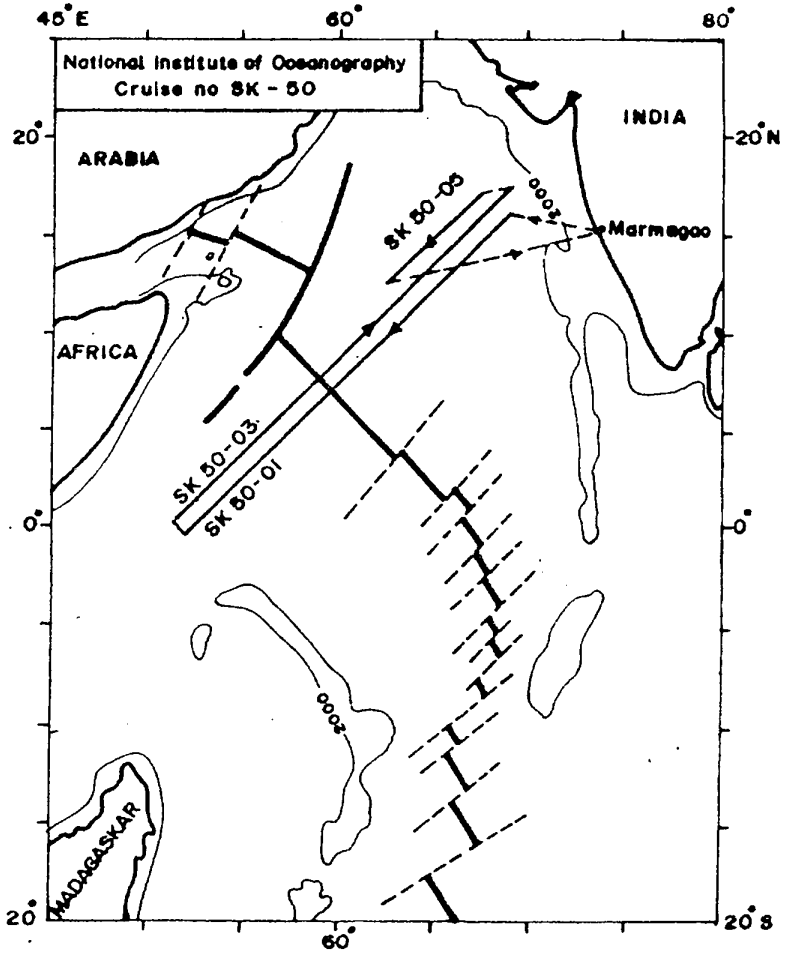 45°E 60° 80°
National Institute of Oceanography
Cruise no SK - 50
20° 20°N
INDIA
ARABIA
2000
SK 50-05
Marmagao
AFRICA
SK 50-03
SK 50-01
0° 0°
2000
MADAGASKAR
20° 20°S
60°